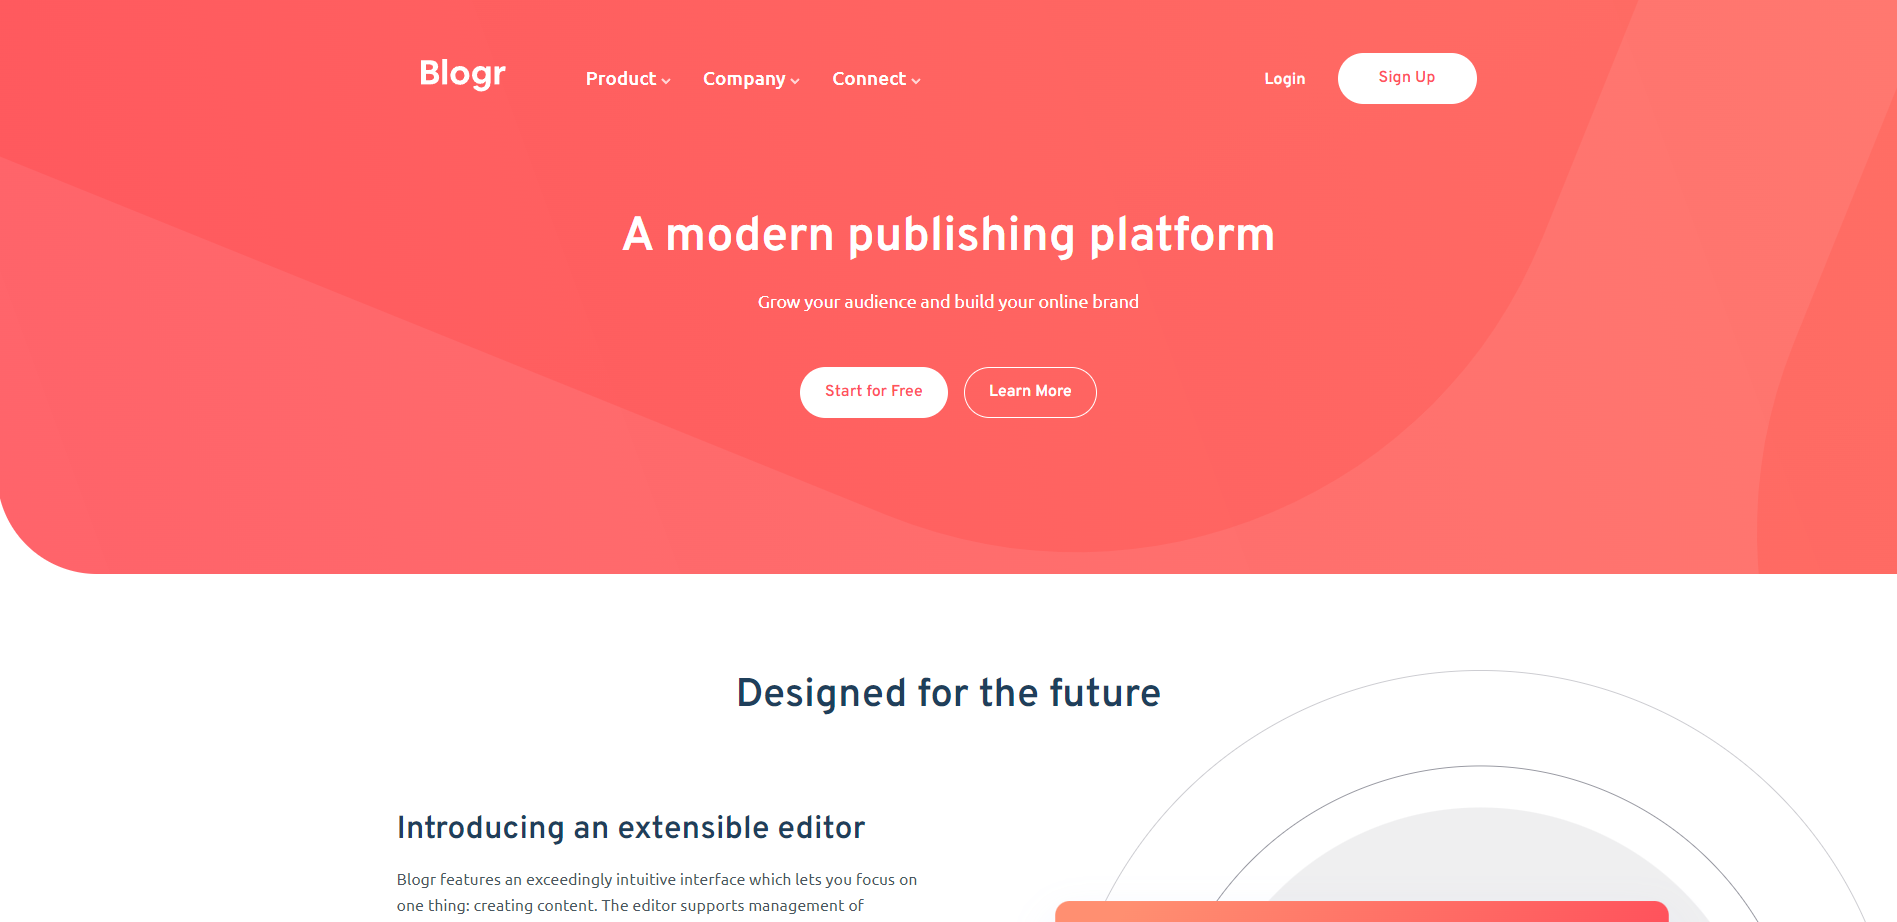 Blogr
Product
Company
Connect
Login
Sign Up
A modern publishing platform
Grow your audience and build your online brand
Start for Free
Learn More
Designed for the future
Introducing an extensible editor
Blogr features an exceedingly intuitive interface which lets you focus on
one thing: creating content. The editor supports management of